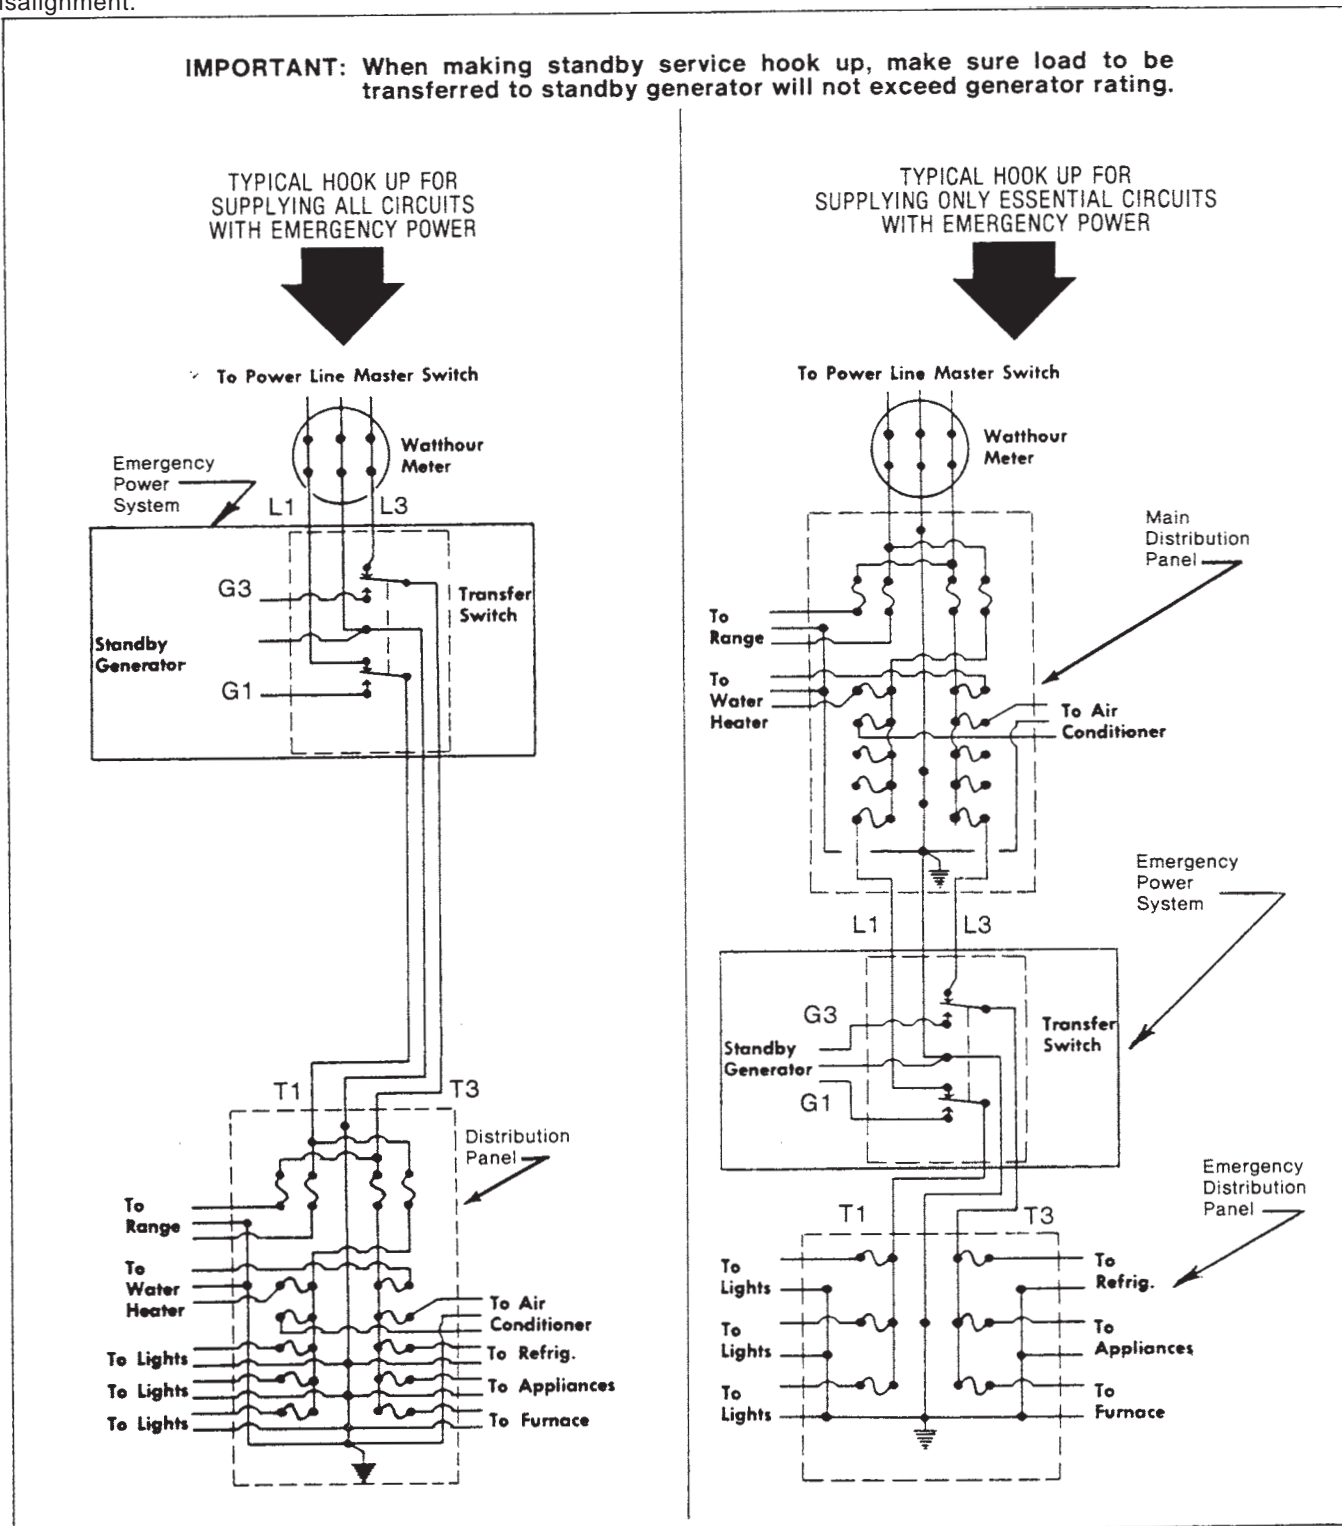 isalignment.
IMPORTANT: When making standby service hook up, make sure load to be
transferred to standby generator will not exceed generator rating.
TYPICAL HOOK UP FOR
SUPPLYING ALL CIRCUITS
WITH EMERGENCY POWER
To Power Line Master Switch
Watthour
Meter
Emergency
Power
System
L1
L3
G3
Transfer
Switch
Standby
Generator
G1
T1
T3
Distribution
Panel
To
Range
To
Water
Heater
To Air
Conditioner
To Lights
To Refrig.
To Lights
To Appliances
To Lights
To Furnace
TYPICAL HOOK UP FOR
SUPPLYING ONLY ESSENTIAL CIRCUITS
WITH EMERGENCY POWER
To Power Line Master Switch
Watthour
Meter
Main
Distribution
Panel
To
Range
To
Water
Heater
To Air
Conditioner
Emergency
Power
System
L1
L3
G3
Transfer
Switch
Standby
Generator
G1
Emergency
Distribution
Panel
T1
T3
To
Lights
To
Refrig.
To
Lights
To
Appliances
To
Lights
To
Furnace